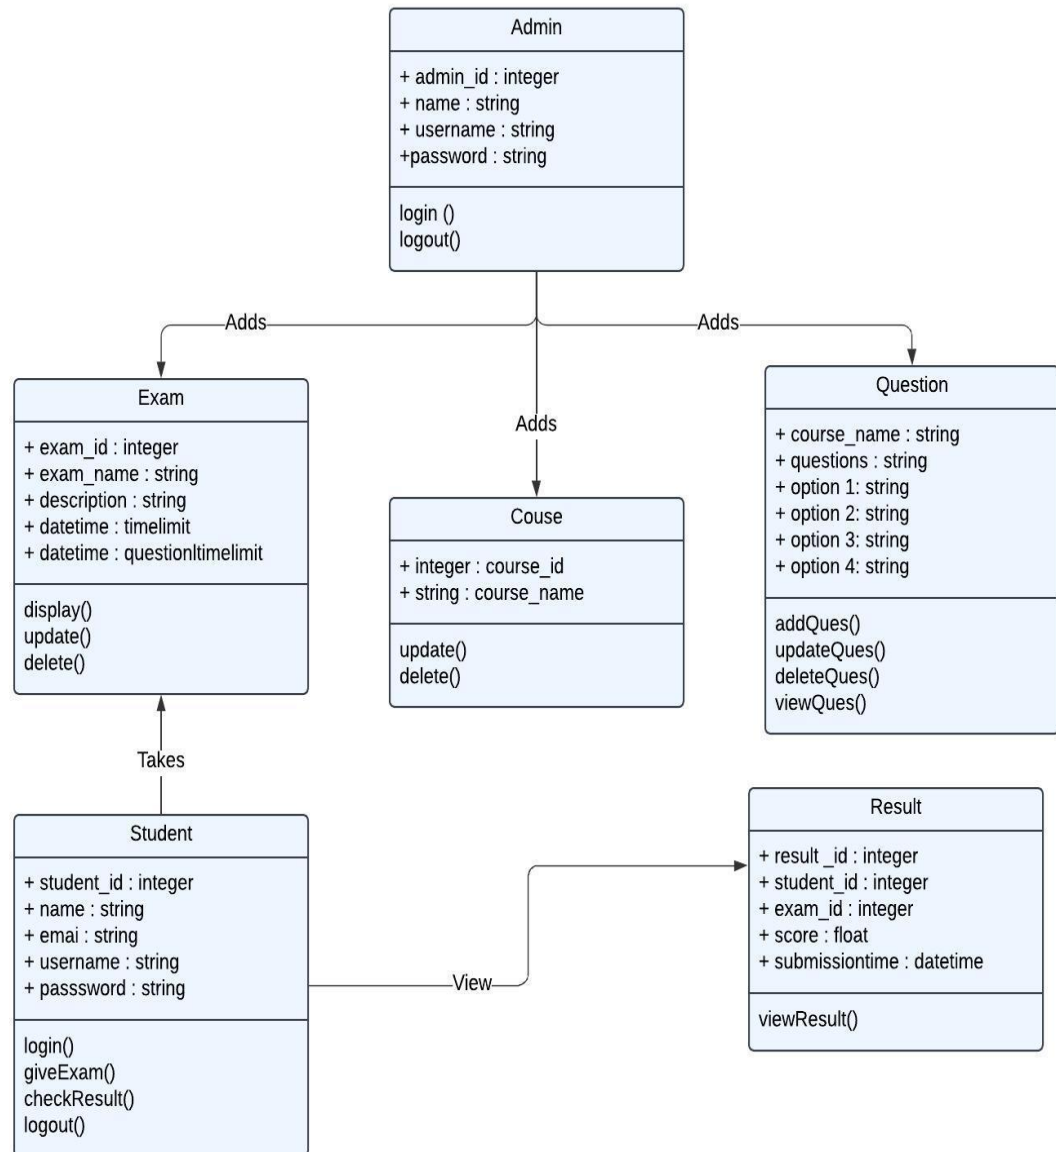 Admin
+ admin_id : integer
+ name : string
+ username : string
+password : string
login ()
logout()
Adds
Adds
Adds
Exam
+ exam_id : integer
+ exam_name : string
+ description : string
+ datetime : timelimit
+ datetime : questionltimelimit
display()
update()
delete()
Couse
+ integer : course_id
+ string : course_name
update()
delete()
Question
+ course_name : string
+ questions : string
+ option 1: string
+ option 2: string
+ option 3: string
+ option 4: string
addQues()
updateQues()
deleteQues()
viewQues()
Takes
Student
+ student_id : integer
+ name : string
+ emai : string
+ username : string
+ passsword : string
login()
giveExam()
checkResult()
logout()
View
Result
+ result _id : integer
+ student_id : integer
+ exam_id : integer
+ score : float
+ submissiontime : datetime
viewResult()